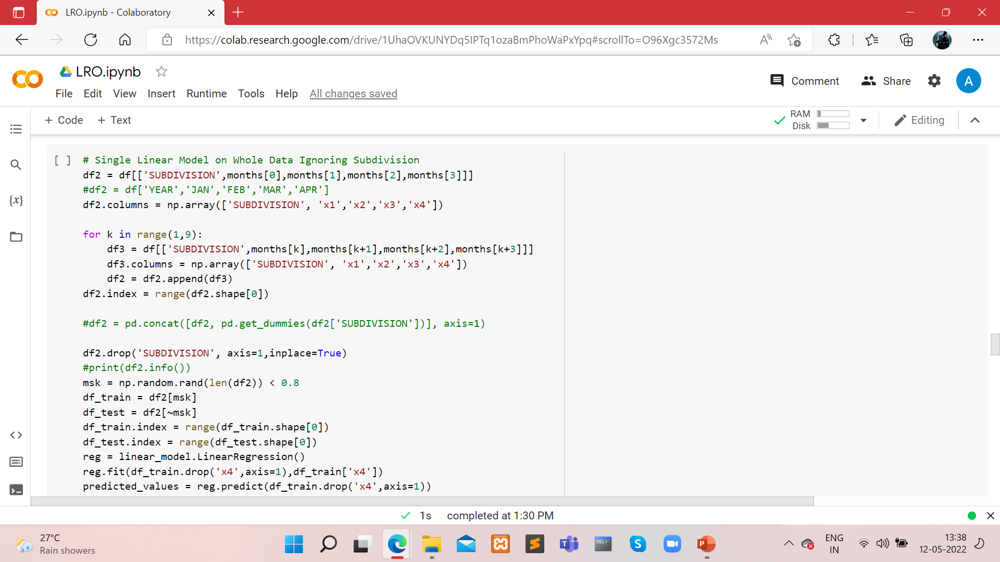 LRO.ipynb - Colaboratory
https://colab.research.google.com/drive/1UhaOVKUNYDq5IPTq1ozaBmPhoWaPxYpq#scrollTo=O96Xgc3572Ms
LRO.ipynb
File Edit View Insert Runtime Tools Help All changes saved
Comment Share A
+ Code + Text
RAM
Disk
Editing
[ ] # Single Linear Model on Whole Data Ignoring Subdivision
df2 = df[['SUBDIVISION',months[0],months[1],months[2],months[3]]]
#df2 = df['YEAR','JAN','FEB','MAR','APR']
df2.columns = np.array(['SUBDIVISION', 'x1','x2','x3','x4'])
for k in range(1,9):
    df3 = df[['SUBDIVISION',months[k],months[k+1],months[k+2],months[k+3]]]
    df3.columns = np.array(['SUBDIVISION', 'x1','x2','x3','x4'])
    df2 = df2.append(df3)
df2.index = range(df2.shape[0])
#df2 = pd.concat([df2, pd.get_dummies(df2['SUBDIVISION'])], axis=1)
df2.drop('SUBDIVISION', axis=1,inplace=True)
#print(df2.info())
msk = np.random.rand(len(df2)) < 0.8
df_train = df2[msk]
df_test = df2[~msk]
df_train.index = range(df_train.shape[0])
df_test.index = range(df_test.shape[0])
reg = linear_model.LinearRegression()
reg.fit(df_train.drop('x4',axis=1),df_train['x4'])
predicted_values = reg.predict(df_train.drop('x4',axis=1))
1s completed at 1:30 PM
27°C
Rain showers
ENG
IN
13:38
12-05-2022